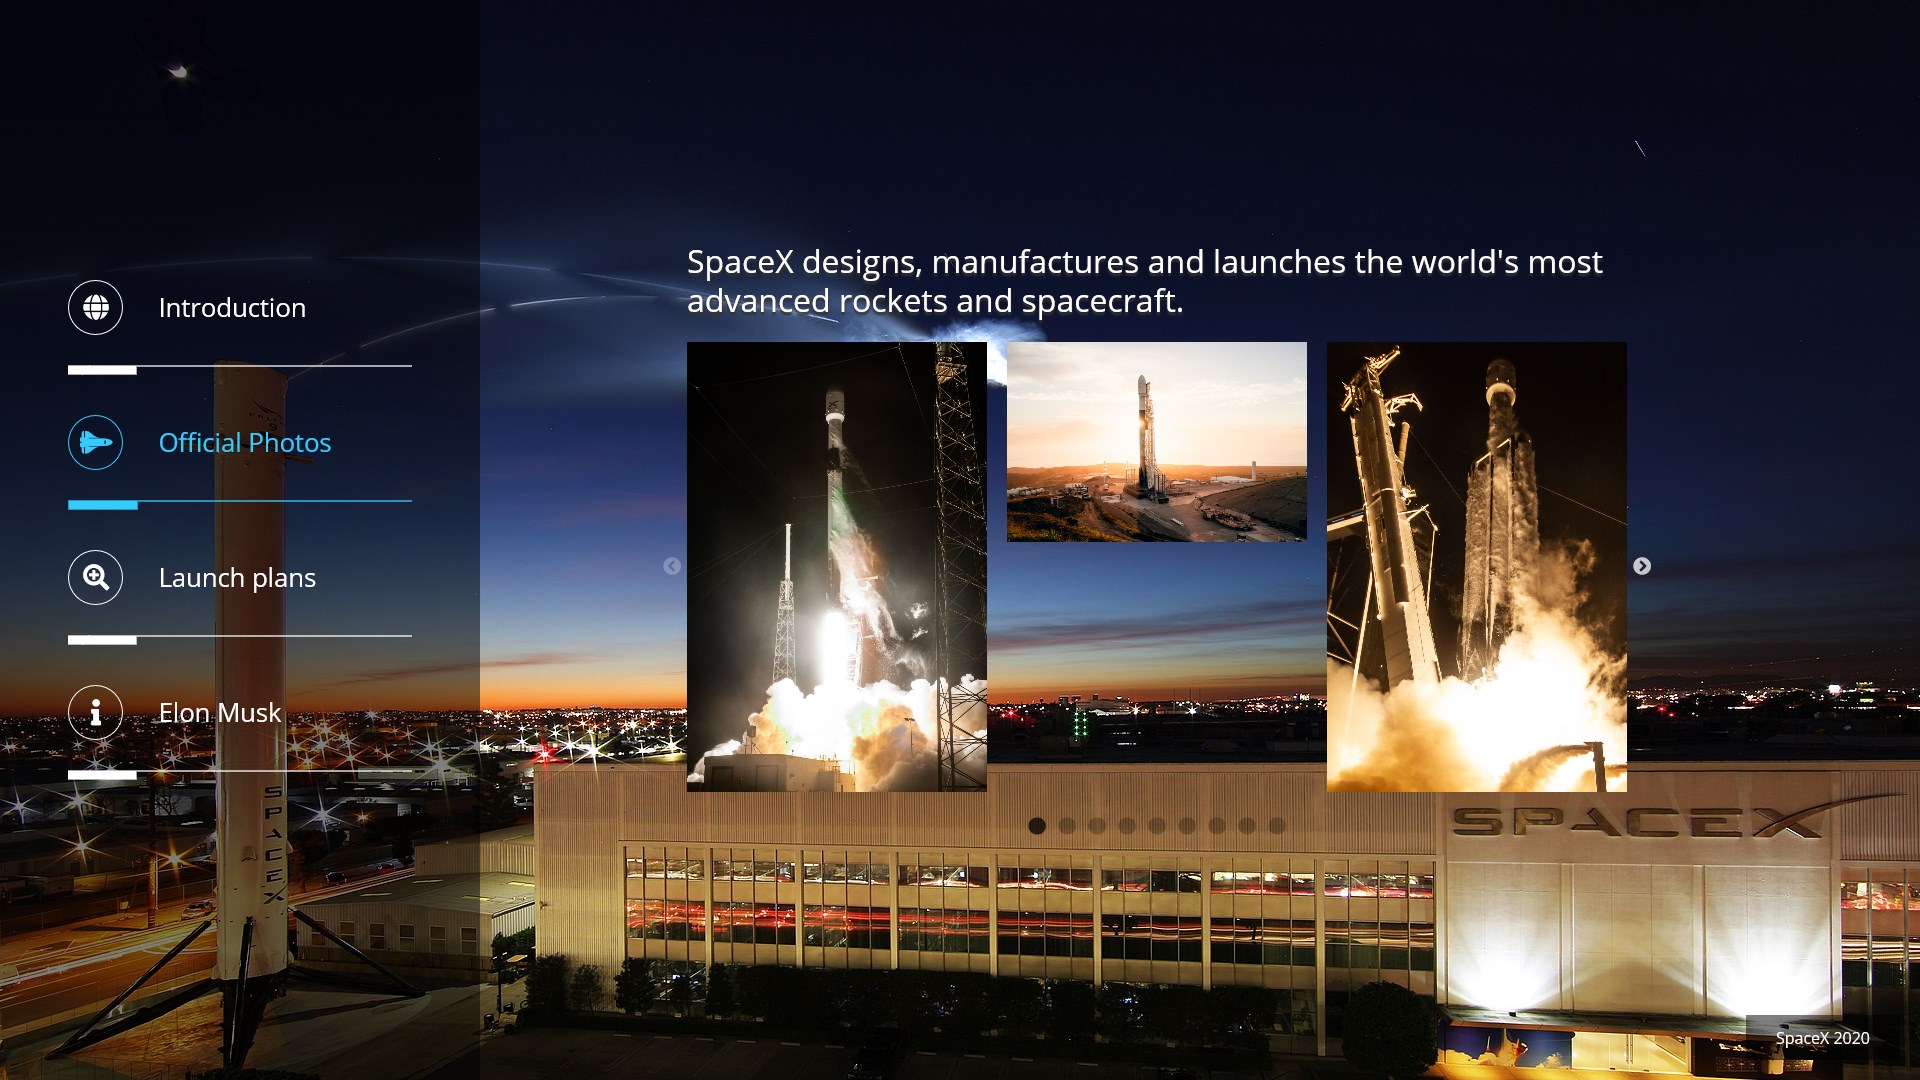 Introduction
Official Photos
Launch plans
Elon Musk
SpaceX designs, manufactures and launches the world's most
advanced rockets and spacecraft.
SPACEX
SPACEX
SpaceX 2020